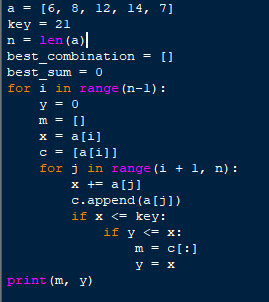 a = [6, 8, 12, 14, 7]
key = 21
n = len(a)
best_combination = []
best_sum = 0
for i in range(n-1):
    y = 0
    m = []
    x = a[i]
    c = [a[i]]
    for j in range(i + 1, n):
        x += a[j]
        c.append(a[j])
        if x <= key:
            if y <= x:
                m = c[:]
                y = x
print(m, y)